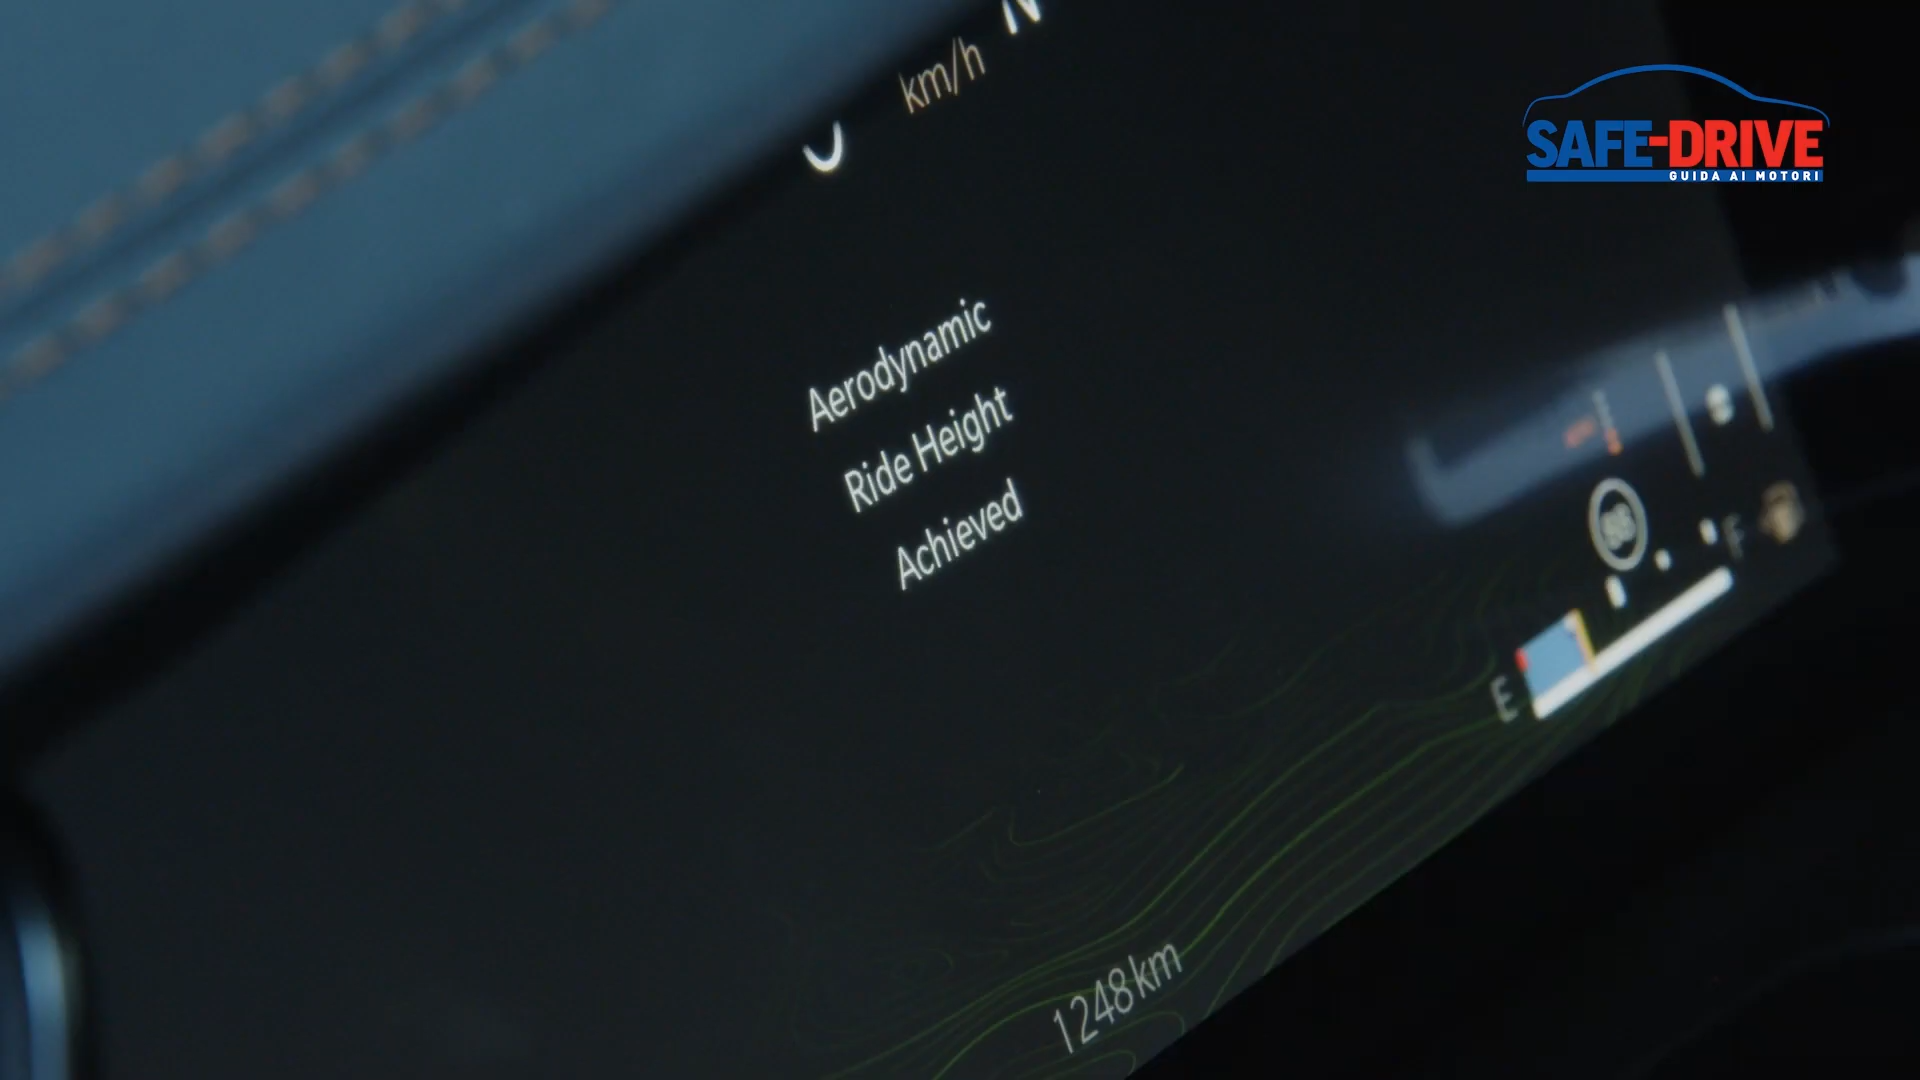 N
km/h
SAFE-DRIVE
GUIDA AI MOTORI
Aerodynamic
Ride Height
Achieved
F
E
1248 km